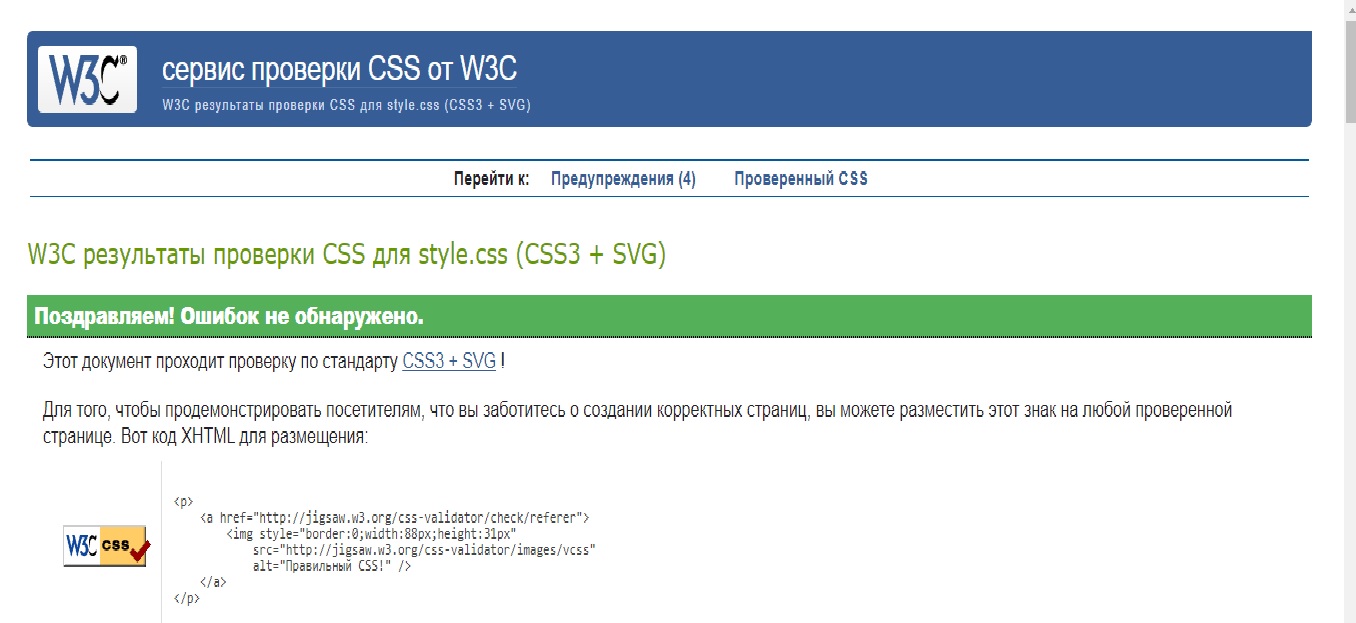 W3C®
сервис проверки CSS от W3C
W3C результаты проверки CSS для style.css (CSS3 + SVG)
Перейти к: Предупреждения (4) Проверенный CSS
W3C результаты проверки CSS для style.css (CSS3 + SVG)
Поздравляем! Ошибок не обнаружено.
Этот документ проходит проверку по стандарту CSS3 + SVG !
Для того, чтобы продемонстрировать посетителям, что вы заботитесь о создании корректных страниц, вы можете разместить этот знак на любой проверенной
странице. Вот код XHTML для размещения:
W3C css
<p>
<a href="http://jigsaw.w3.org/css-validator/check/referer">
<img style="border:0;width:88px;height:31px"
src="http://jigsaw.w3.org/css-validator/images/vcss"
alt="Правильный CSS!" />
</a>
</p>